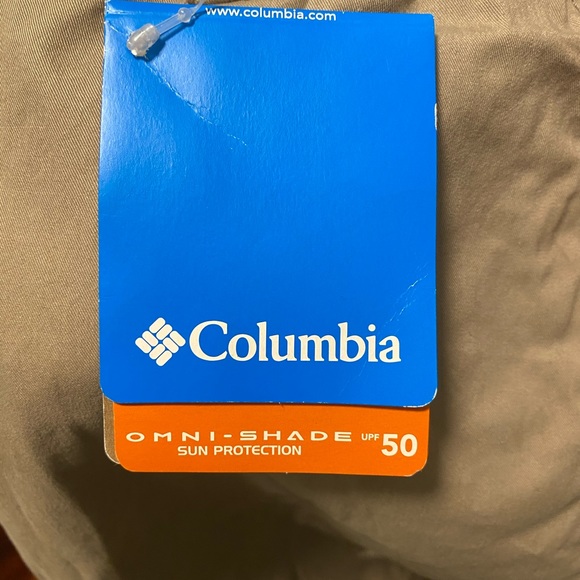 www.columbia.com
Columbia
OMNI-SHADE UPF 50
SUN PROTECTION